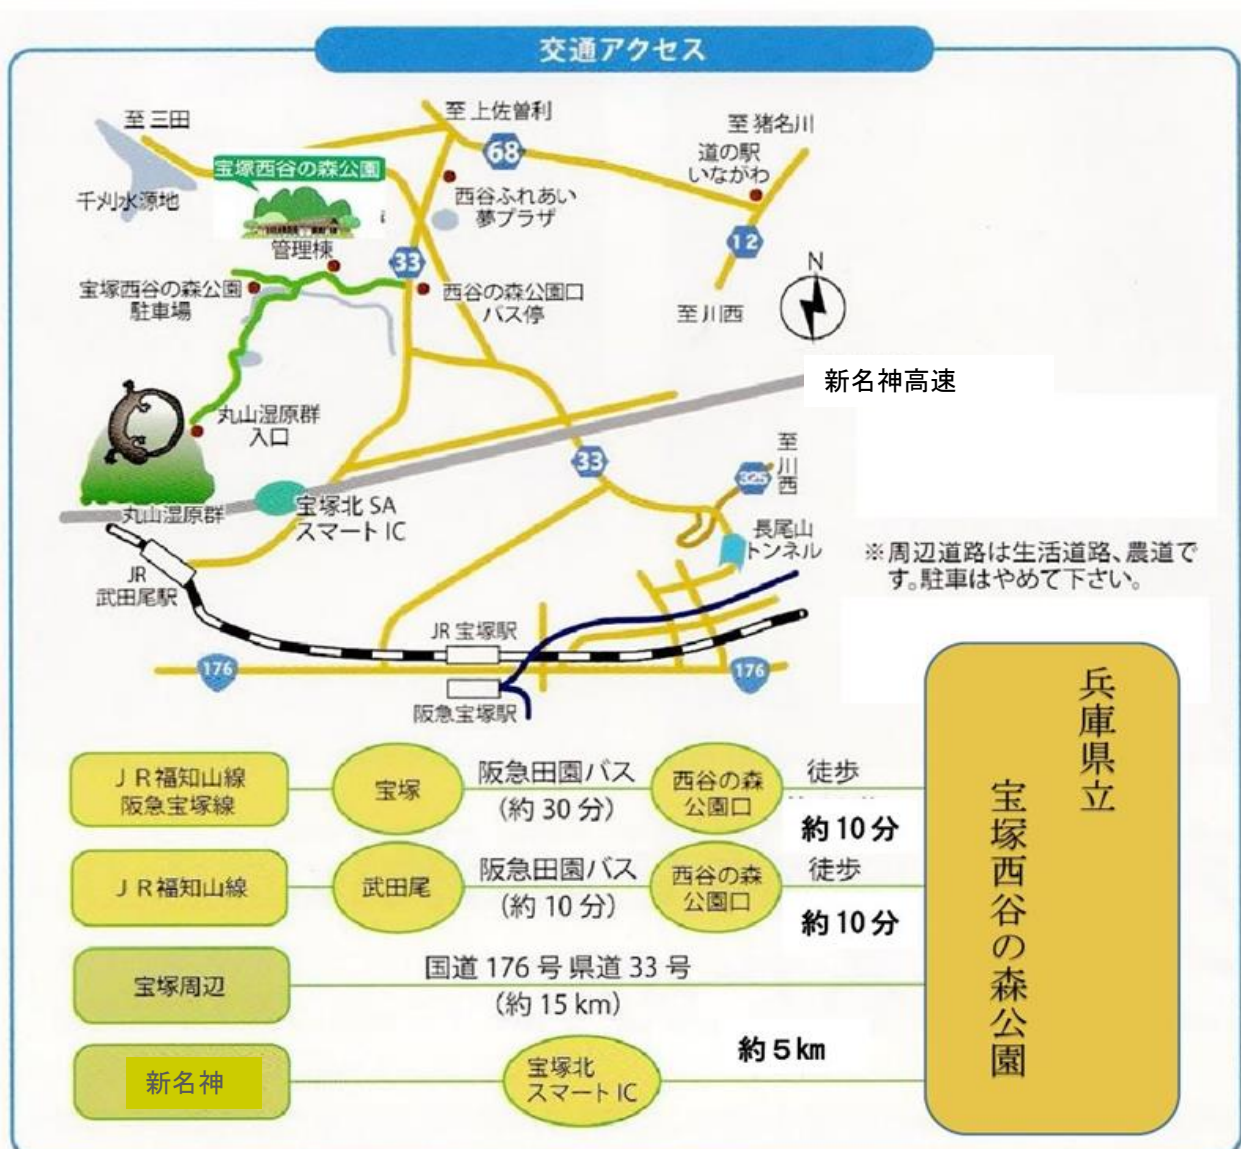 交通アクセス
至 三田
至 上佐曽利
至 猪名川
68
道の駅
いながわ
宝塚西谷の森公園
千刈水源地
西谷ふれあい
夢プラザ
管理棟
33
12
N
宝塚西谷の森公園
駐車場
西谷の森公園口
バス停
至 川西
新名神高速
丸山湿原群
入口
33
至川西
325
丸山湿原群
宝塚北 SA
スマート IC
長尾山
トンネル
※周辺道路は生活道路、農道で
す。駐車はやめて下さい。
JR
武田尾駅
JR 宝塚駅
176
176
阪急宝塚駅
ＪＲ福知山線
阪急宝塚線
宝塚
阪急田園バス
(約 30 分)
西谷の森
公園口
徒歩
約 10 分
ＪＲ福知山線
武田尾
阪急田園バス
(約 10 分)
西谷の森
公園口
徒歩
約 10 分
宝塚周辺
国道 176 号 県道 33 号
(約 15 km)
新名神
宝塚北
スマート IC
約５㎞
兵庫県立
宝塚西谷の森公園